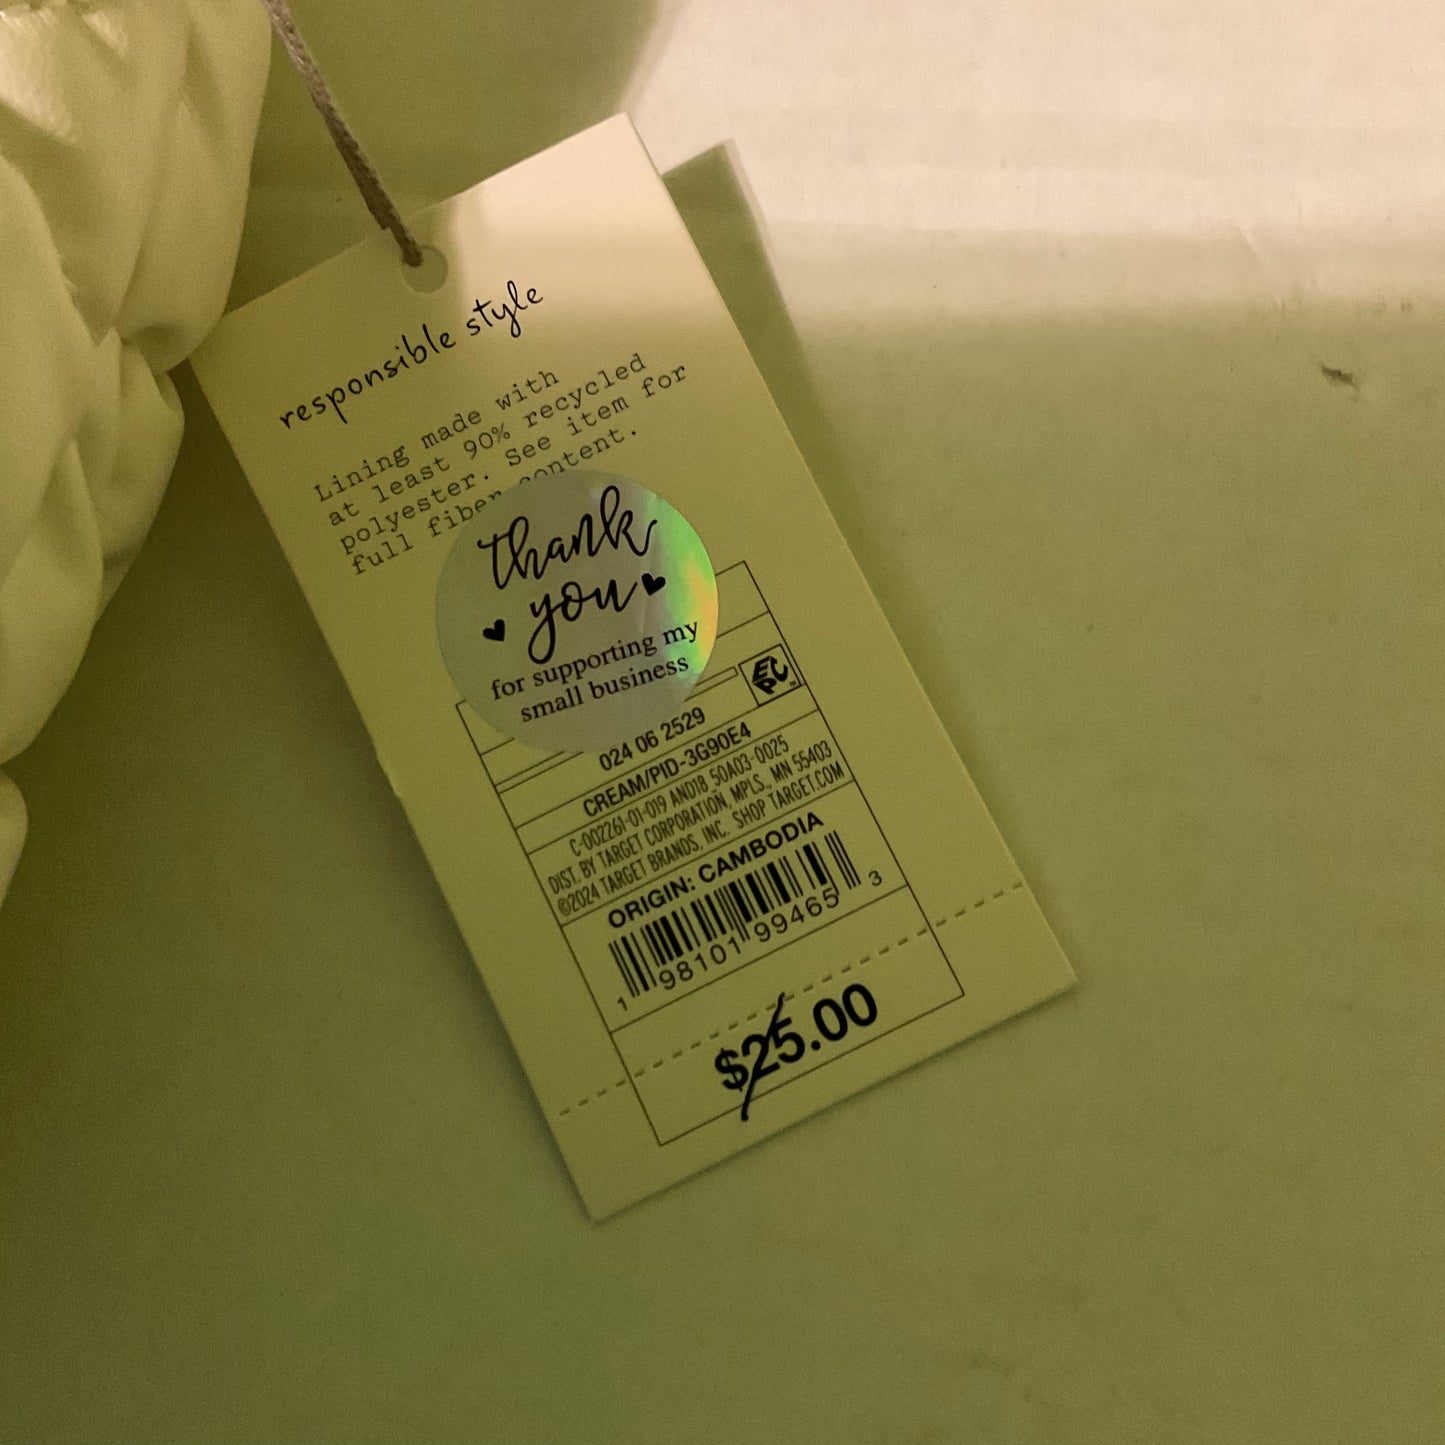 responsible style
Lining made with
at least 90% recycled
polyester. See item for
full fiber content.
thank
you
for supporting my
small business
EPC™
024 06 2529
CREAM/PID-3G90E4
C-002261-01-019 AND18_50A03-0025
DIST. BY TARGET CORPORATION, MPLS., MN 55403
©2024 TARGET BRANDS, INC. SHOP TARGET.COM
ORIGIN: CAMBODIA
1 98101 99465 3
$25.00